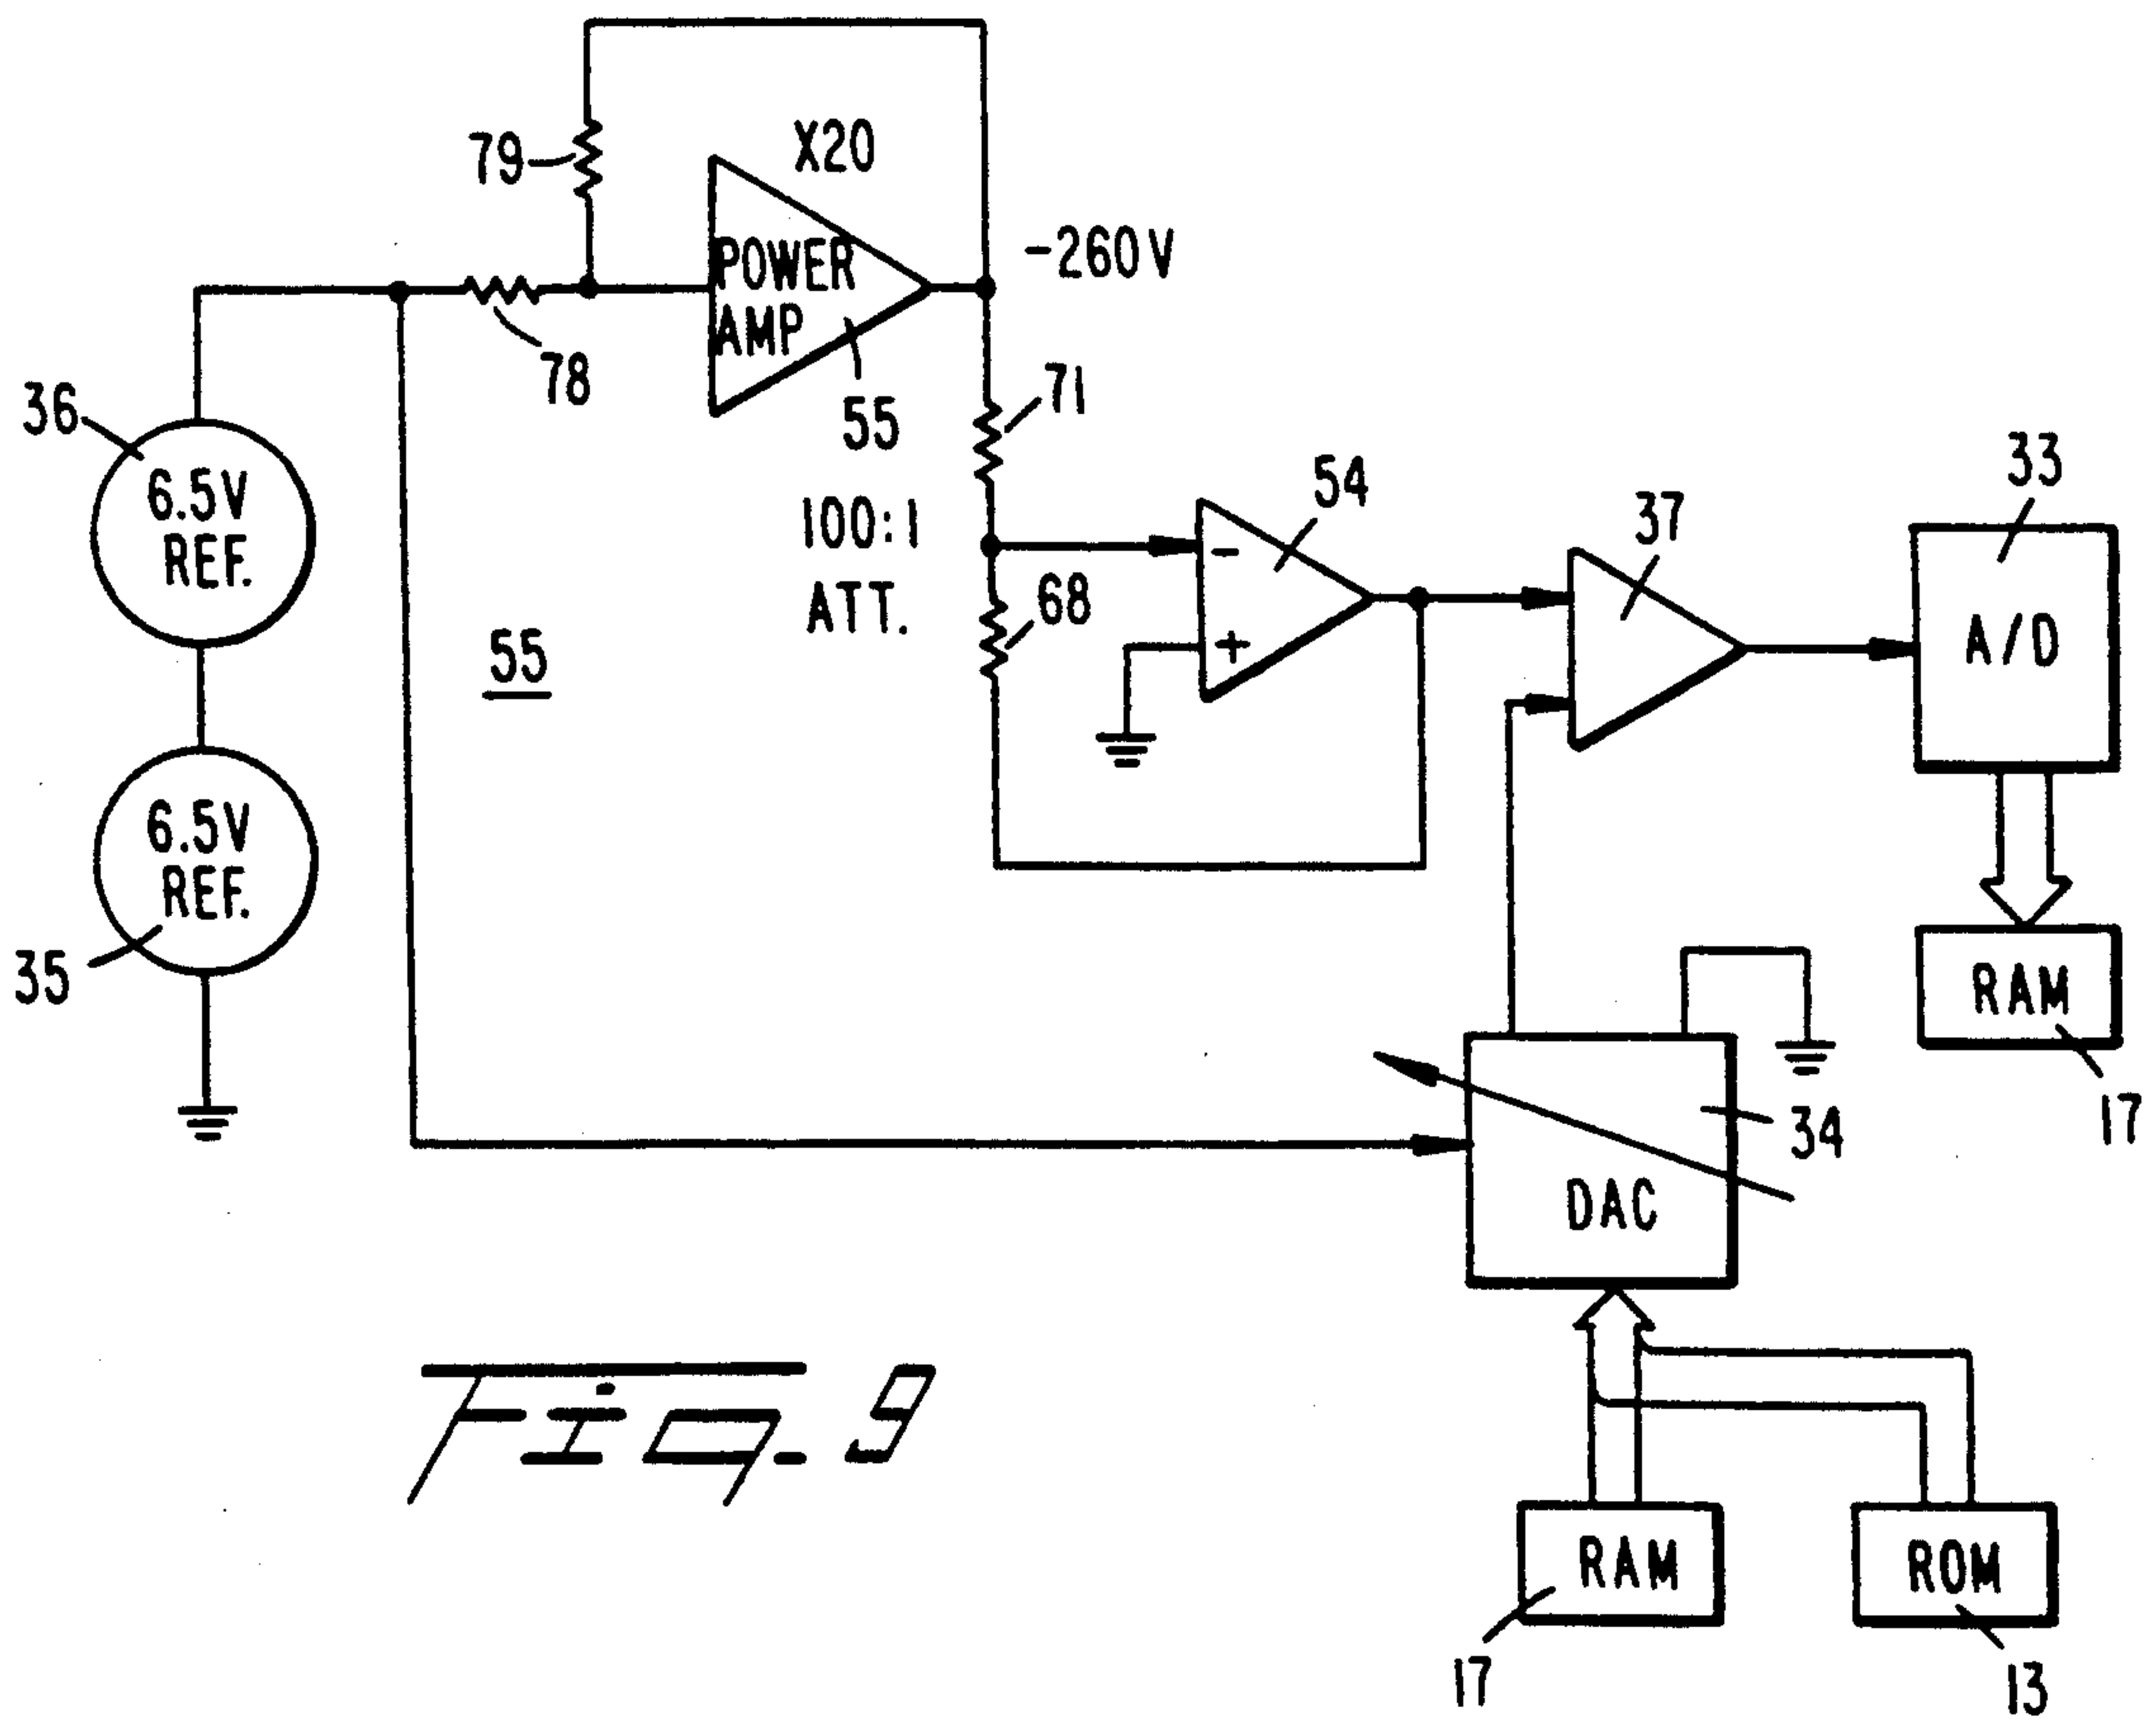 X20
79
POWER
AMP
-260V
78
55
71
36
6.5V
REF.
100:1
ATT.
54
37
33
-
+
A/D
68
55
6.5V
REF.
35
RAM
17
34
DAC
RAM
17
ROM
13
Fig. 9